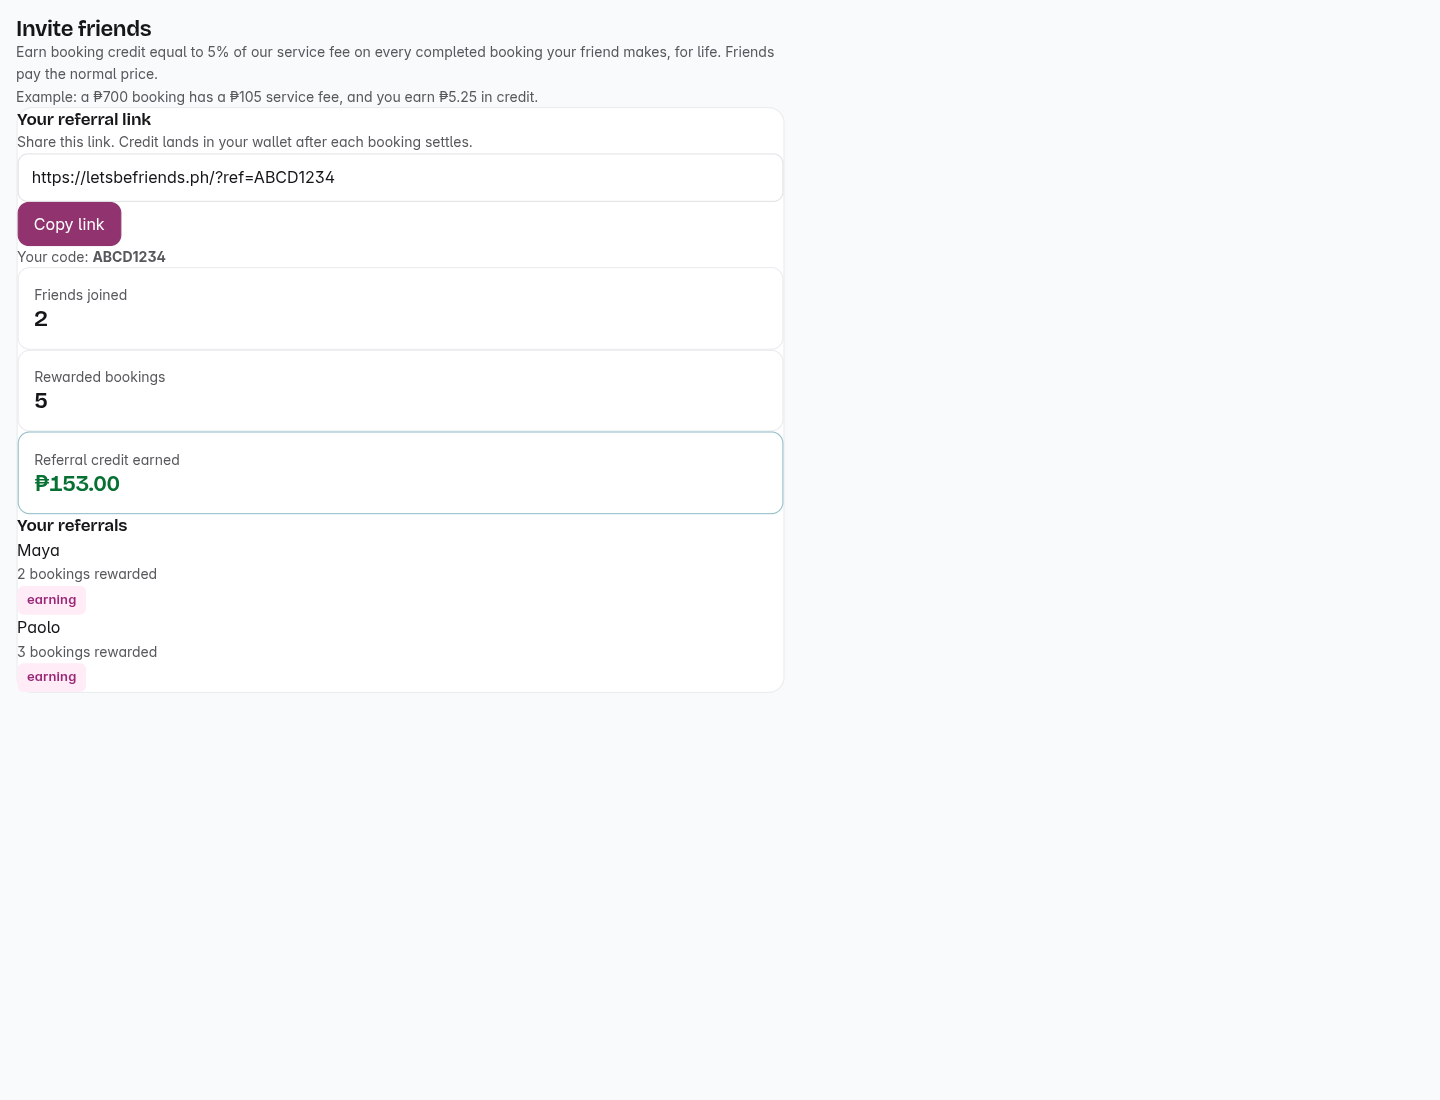 Invite friends
Earn booking credit equal to 5% of our service fee on every completed booking your friend makes, for life. Friends
pay the normal price.
Example: a ₱700 booking has a ₱105 service fee, and you earn ₱5.25 in credit.
Your referral link
Share this link. Credit lands in your wallet after each booking settles.
https://letsbefriends.ph/?ref=ABCD1234
Copy link
Your code: ABCD1234
Friends joined
2
Rewarded bookings
5
Referral credit earned
₱153.00
Your referrals
Maya
2 bookings rewarded
earning
Paolo
3 bookings rewarded
earning